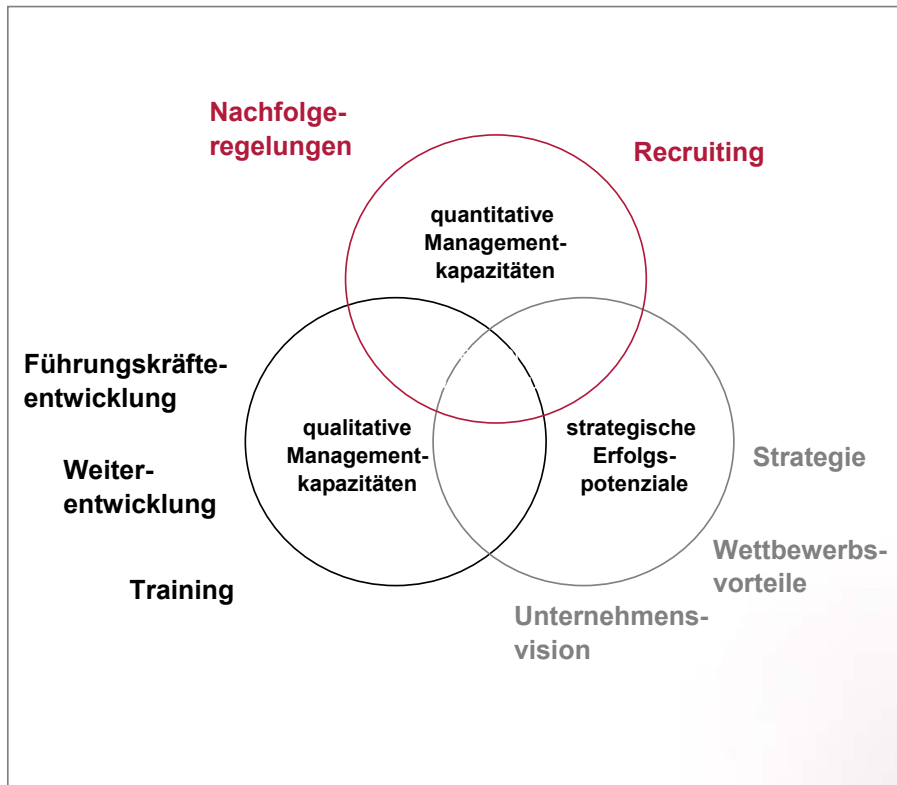 Nachfolge-
regelungen
Recruiting
quantitative
Management-
kapazitäten
Führungskräfte-
entwicklung
Weiter-
entwicklung
Training
qualitative
Management-
kapazitäten
strategische
Erfolgs-
potenziale
Strategie
Wettbewerbs-
vorteile
Unternehmens-
vision